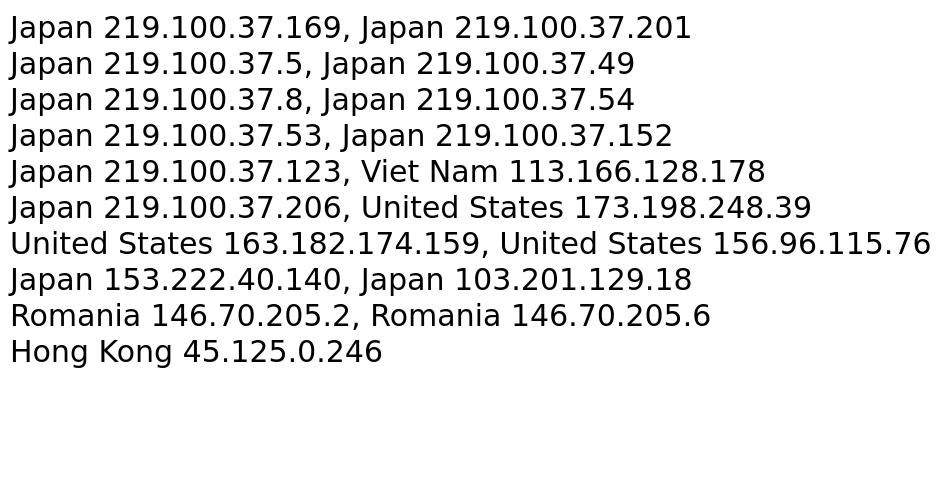 Japan 219.100.37.169, Japan 219.100.37.201
Japan 219.100.37.5, Japan 219.100.37.49
Japan 219.100.37.8, Japan 219.100.37.54
Japan 219.100.37.53, Japan 219.100.37.152
Japan 219.100.37.123, Viet Nam 113.166.128.178
Japan 219.100.37.206, United States 173.198.248.39
United States 163.182.174.159, United States 156.96.115.76
Japan 153.222.40.140, Japan 103.201.129.18
Romania 146.70.205.2, Romania 146.70.205.6
Hong Kong 45.125.0.246